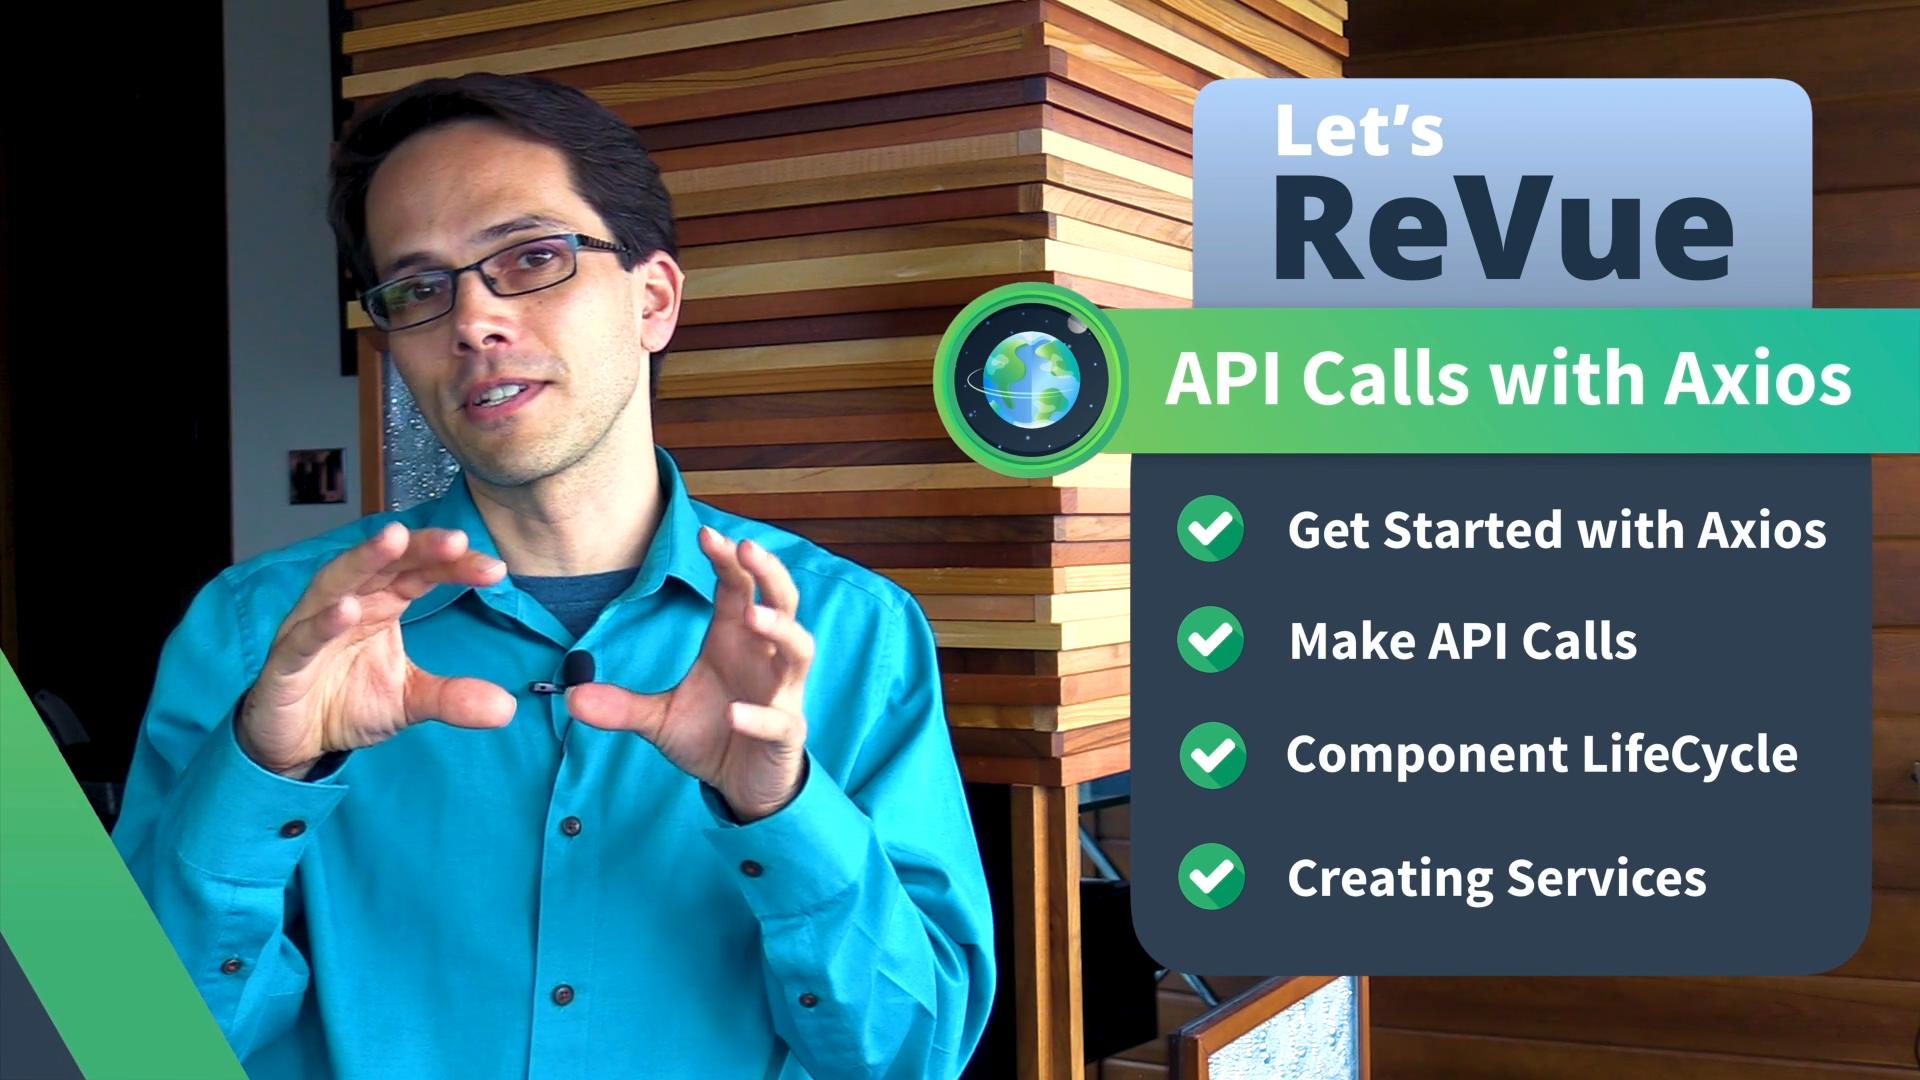 Let's
ReVue
API Calls with Axios
Get Started with Axios
Make API Calls
Component LifeCycle
Creating Services